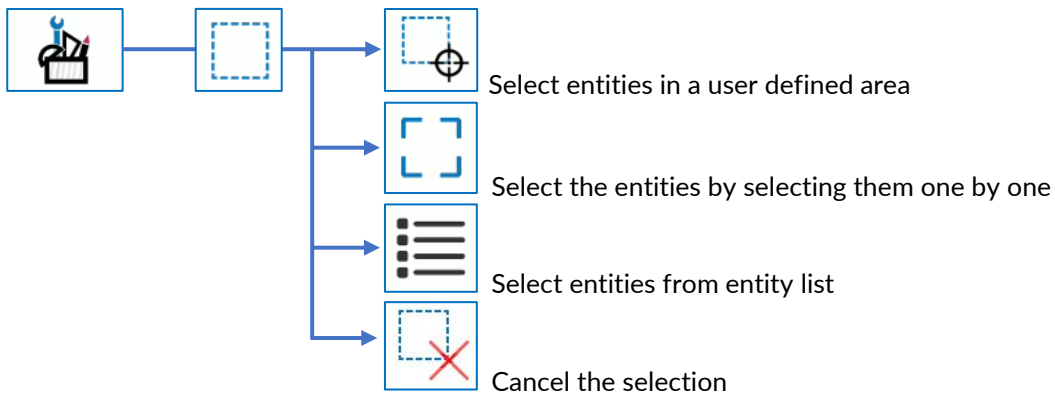 Select entities in a user defined area
Select the entities by selecting them one by one
Select entities from entity list
Cancel the selection